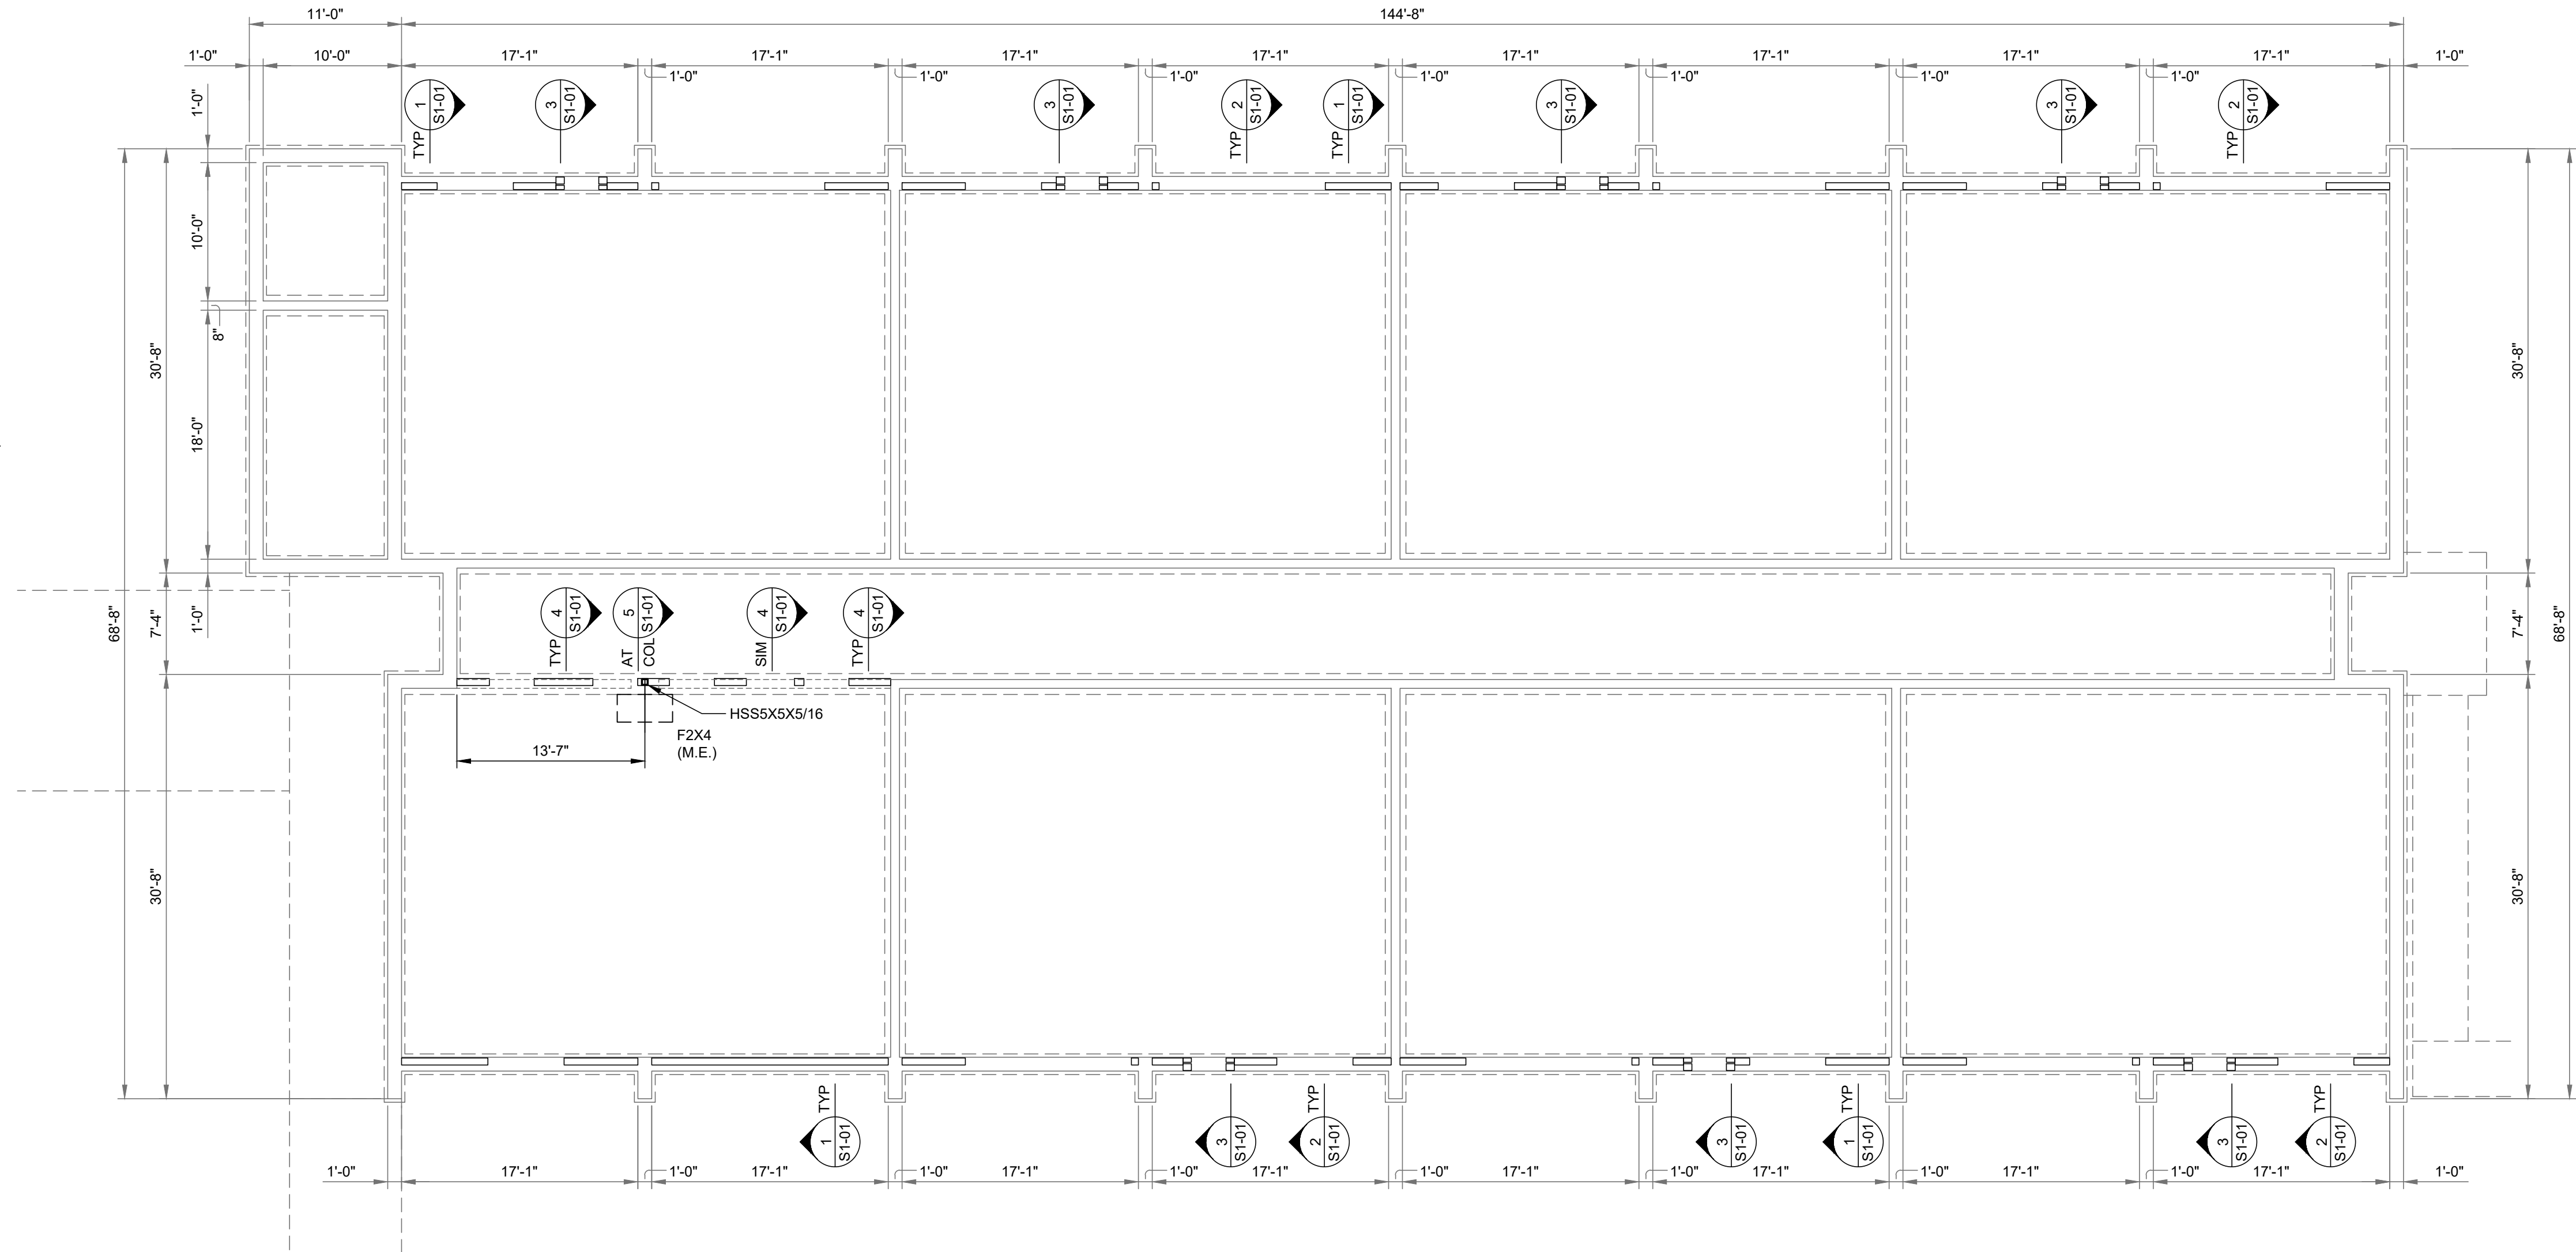 11'-0"
144'-8"
1'-0"
10'-0"
17'-1"
17'-1"
17'-1"
17'-1"
17'-1"
17'-1"
17'-1"
17'-1"
1'-0"
1'-0"
1'-0"
1'-0"
1'-0"
1'-0"
1'-0"
1'-0"
1'-0"
1
S1-01
TYP
3
S1-01
3
S1-01
2
S1-01
TYP
1
S1-01
TYP
3
S1-01
3
S1-01
2
S1-01
TYP
10'-0"
8"
30'-8"
18'-0"
30'-8"
68'-8"
7'-4"
1'-0"
4
S1-01
TYP
5
S1-01
AT
COL
4
S1-01
SIM
4
S1-01
TYP
7'-4"
68'-8"
HSS5X5X5/16
F2X4
(M.E.)
13'-7"
30'-8"
30'-8"
TYP
1
S1-01
3
S1-01
TYP
2
S1-01
3
S1-01
TYP
1
S1-01
3
S1-01
TYP
2
S1-01
1'-0"
17'-1"
1'-0"
17'-1"
1'-0"
17'-1"
1'-0"
17'-1"
1'-0"
17'-1"
1'-0"
17'-1"
1'-0"
17'-1"
1'-0"
17'-1"
1'-0"